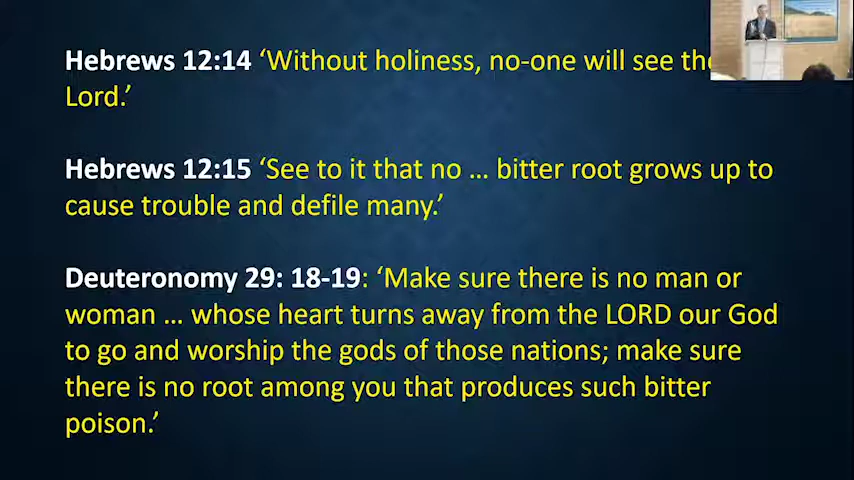 Hebrews 12:14 ‘Without holiness, no-one will see the
Lord.’
Hebrews 12:15 ‘See to it that no … bitter root grows up to
cause trouble and defile many.’
Deuteronomy 29: 18-19: ‘Make sure there is no man or
woman … whose heart turns away from the LORD our God
to go and worship the gods of those nations; make sure
there is no root among you that produces such bitter
poison.’